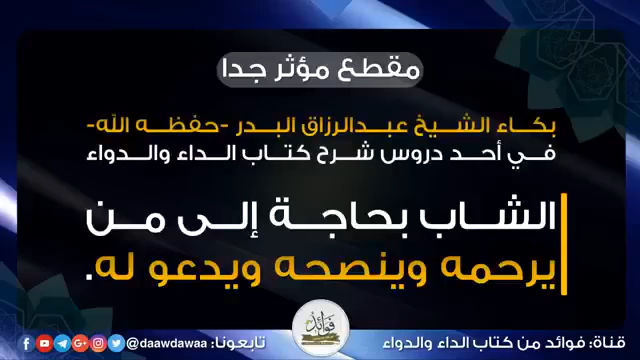 مقطع مؤثر جدا
بكاء الشيخ عبدالرزاق البدر -حفظه الله-
في أحد دروس شرح كتاب الداء والدواء
الشاب بحاجة إلى من
يرحمه وينصحه ويدعو له.
قناة: فوائد من كتاب الداء والدواء
فوائد
تابعونا: @daawdawaa